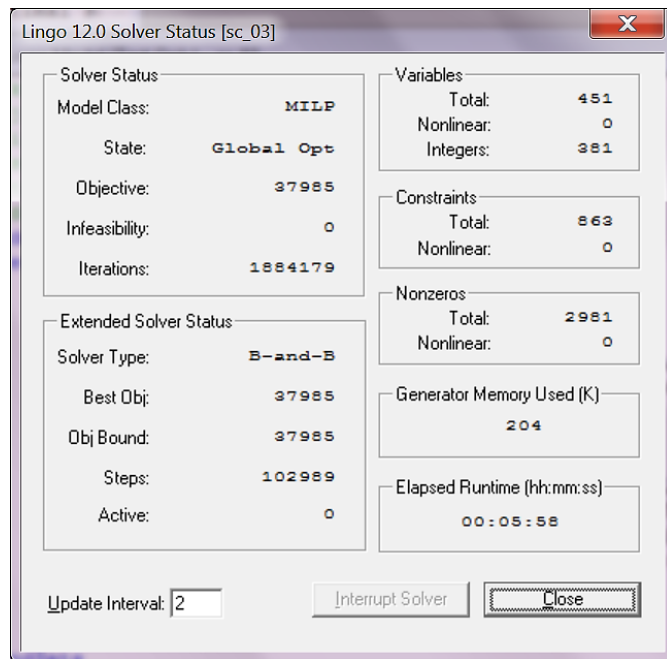 Lingo 12.0 Solver Status [sc_03]
Solver Status
Model Class: MILP
State: Global Opt
Objective: 37985
Infeasibility: 0
Iterations: 1884179
Extended Solver Status
Solver Type: B-and-B
Best Obj: 37985
Obj Bound: 37985
Steps: 102989
Active: 0
Variables
Total: 451
Nonlinear: 0
Integers: 381
Constraints
Total: 863
Nonlinear: 0
Nonzeros
Total: 2981
Nonlinear: 0
Generator Memory Used (K)
204
Elapsed Runtime (hh:mm:ss)
00:05:58
Update Interval: 2
Interrupt Solver
Close